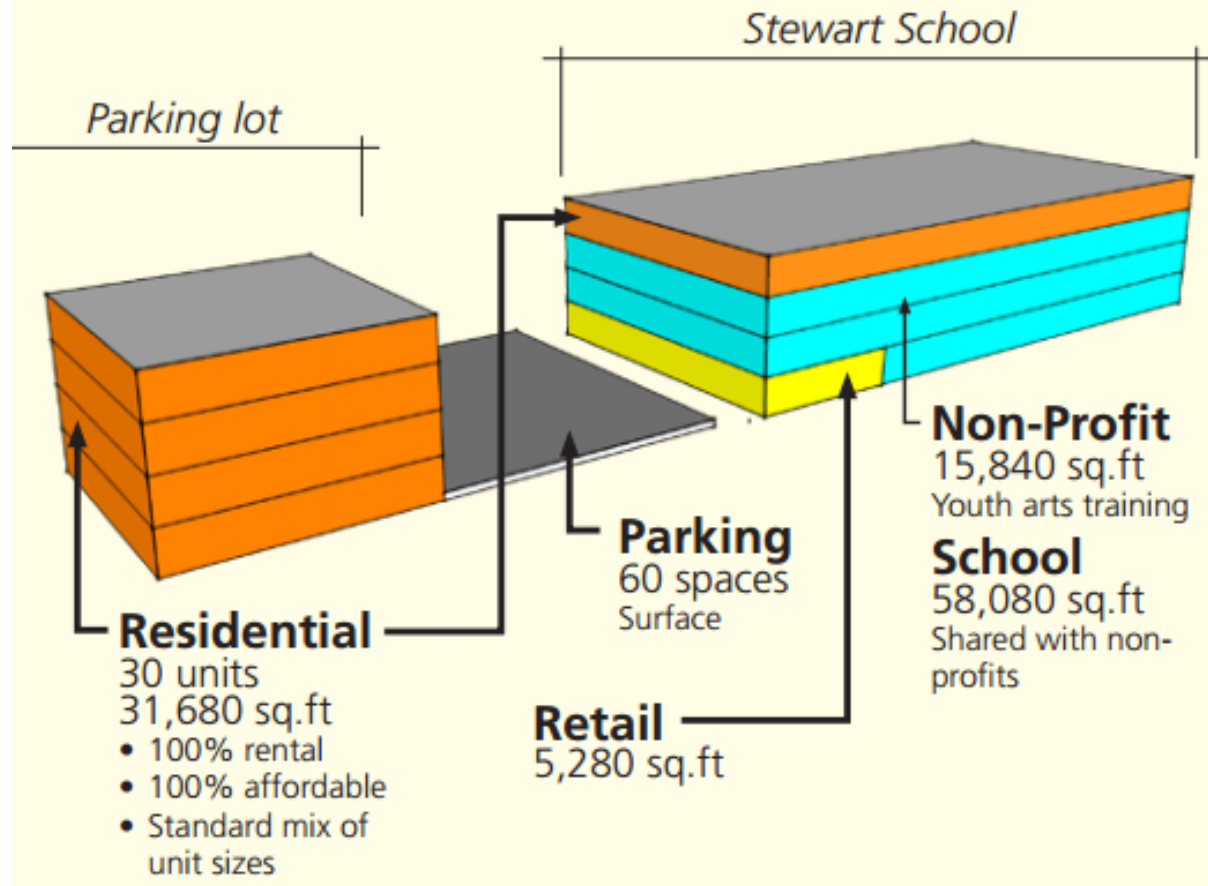 Stewart School
Parking lot
Non-Profit
15,840 sq.ft
Youth arts training
School
58,080 sq.ft
Shared with non-
profits
Parking
60 spaces
Surface
Residential
30 units
31,680 sq.ft
• 100% rental
• 100% affordable
• Standard mix of
unit sizes
Retail
5,280 sq.ft